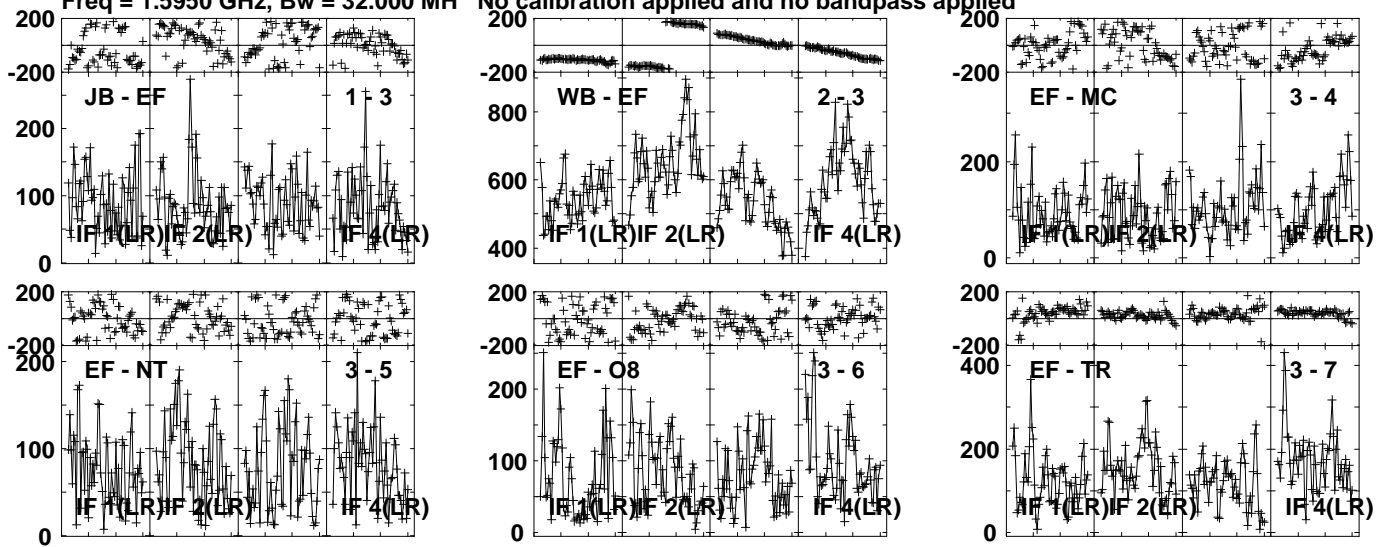 Freq = 1.5950 GHz, Bw = 32.000 MH No calibration applied and no bandpass applied
200
-200
JB - EF 1 - 3
200
100
0
IF 1(LR) IF 2(LR) IF 4(LR)
WB - EF 2 - 3
800
600
400
IF 1(LR) IF 2(LR) IF 4(LR)
200
-200
EF - MC 3 - 4
200
100
0
IF 1(LR) IF 2(LR) IF 4(LR)
200
-200
EF - NT 3 - 5
200
100
0
IF 1(LR) IF 2(LR) IF 4(LR)
200
-200
EF - O8 3 - 6
200
100
0
IF 1(LR) IF 2(LR) IF 4(LR)
200
-200
EF - TR 3 - 7
400
200
0
IF 1(LR) IF 2(LR) IF 4(LR)
200
-200